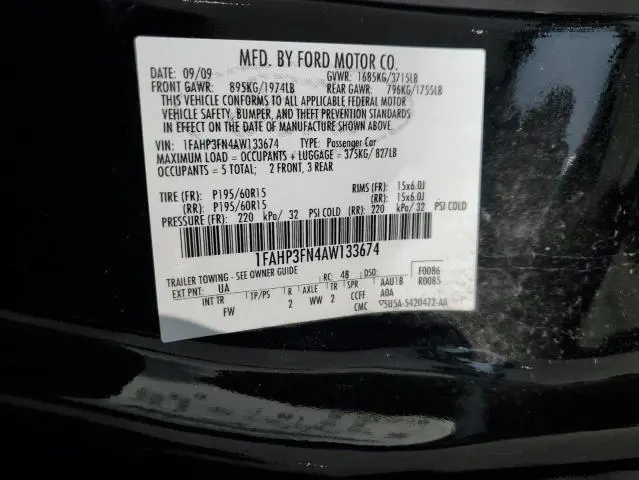 MFD. BY FORD MOTOR CO.
DATE: 09/09 GVWR: 1685KG/3715LB
FRONT GAWR: 895KG/1974LB REAR GAWR: 796KG/1755LB
THIS VEHICLE CONFORMS TO ALL APPLICABLE FEDERAL MOTOR
VEHICLE SAFETY, BUMPER, AND THEFT PREVENTION STANDARDS
IN EFFECT ON THE DATE OF MANUFACTURE SHOWN ABOVE.
VIN: 1FAHP3FN4AW133674 TYPE: Passenger Car
MAXIMUM LOAD = OCCUPANTS + LUGGAGE = 375KG/ 827LB
OCCUPANTS = 5 TOTAL; 2 FRONT, 3 REAR
TIRE (FR): P195/60R15 RIMS (FR): 15x6.0J
(RR): P195/60R15 (RR): 15x6.0J
PRESSURE (FR): 220 kPa/ 32 PSI COLD (RR): 220 kPa/ 32 PSI COLD
1FAHP3FN4AW133674
TRAILER TOWING - SEE OWNER GUIDE RC: 48 DSO: F0086
EXT PNT: UA R0085
INT TR TP/PS R AXLE TR SPR AAU1B
FW 2 WW 2 CCFF A0A
CMC 5U5A-5420472-AA